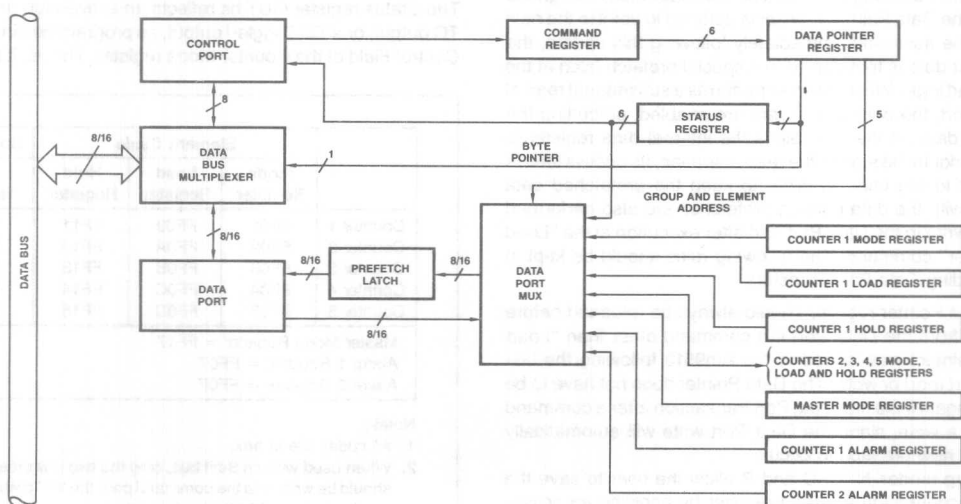 CONTROL
PORT
COMMAND
REGISTER
6
DATA POINTER
REGISTER
8
6
STATUS
REGISTER
1
5
8/16
DATA
BUS
MULTIPLEXER
1
BYTE
POINTER
GROUP AND ELEMENT
ADDRESS
DATA BUS
8/16
DATA
PORT
8/16
PREFETCH
LATCH
8/16
8/16
DATA
PORT
MUX
COUNTER 1 MODE REGISTER
COUNTER 1 LOAD REGISTER
COUNTER 1 HOLD REGISTER
COUNTERS 2, 3, 4, 5 MODE,
LOAD AND HOLD REGISTERS
MASTER MODE REGISTER
COUNTER 1 ALARM REGISTER
COUNTER 2 ALARM REGISTER